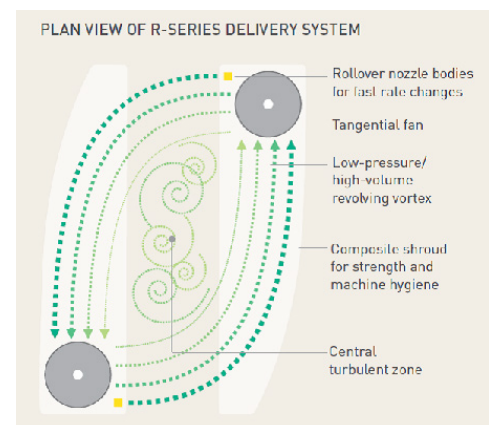 PLAN VIEW OF R-SERIES DELIVERY SYSTEM
Rollover nozzle bodies
for fast rate changes
Tangential fan
Low-pressure/
high-volume
revolving vortex
Composite shroud
for strength and
machine hygiene
Central
turbulent zone